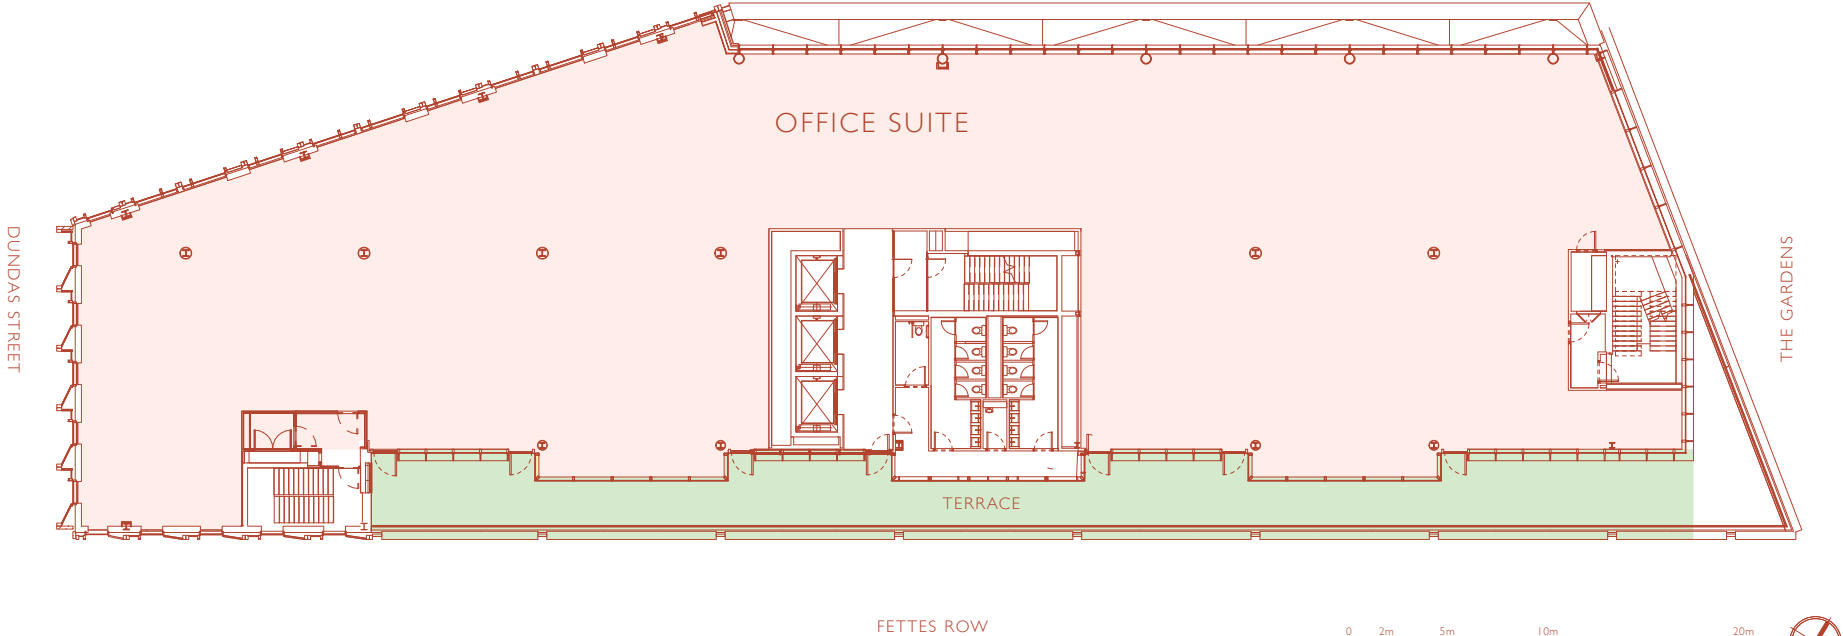 OFFICE SUITE
DUNDAS STREET
THE GARDENS
TERRACE
FETTES ROW
0 2m 5m 10m 20m